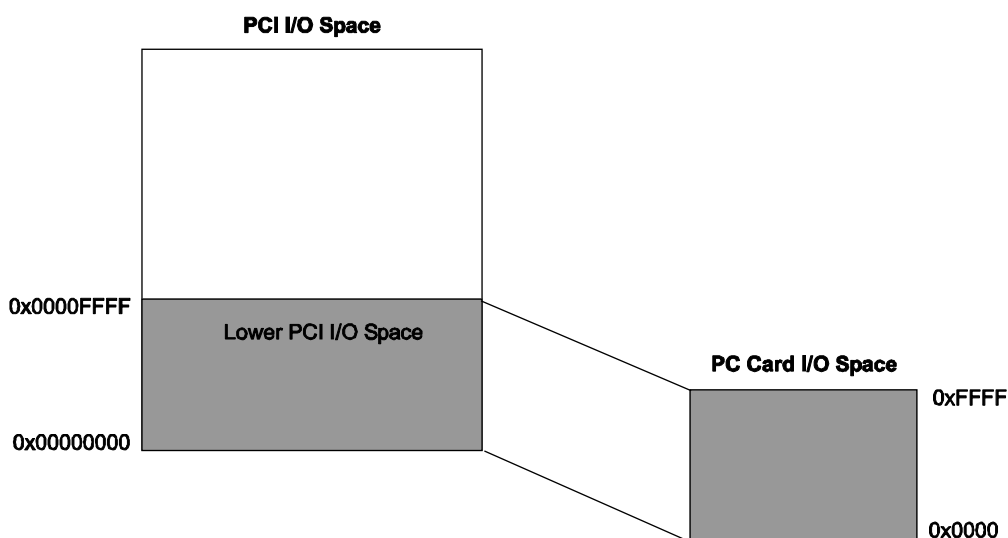 PCI I/O Space
0x0000FFFF
Lower PCI I/O Space
0x00000000
PC Card I/O Space
0xFFFF
0x0000